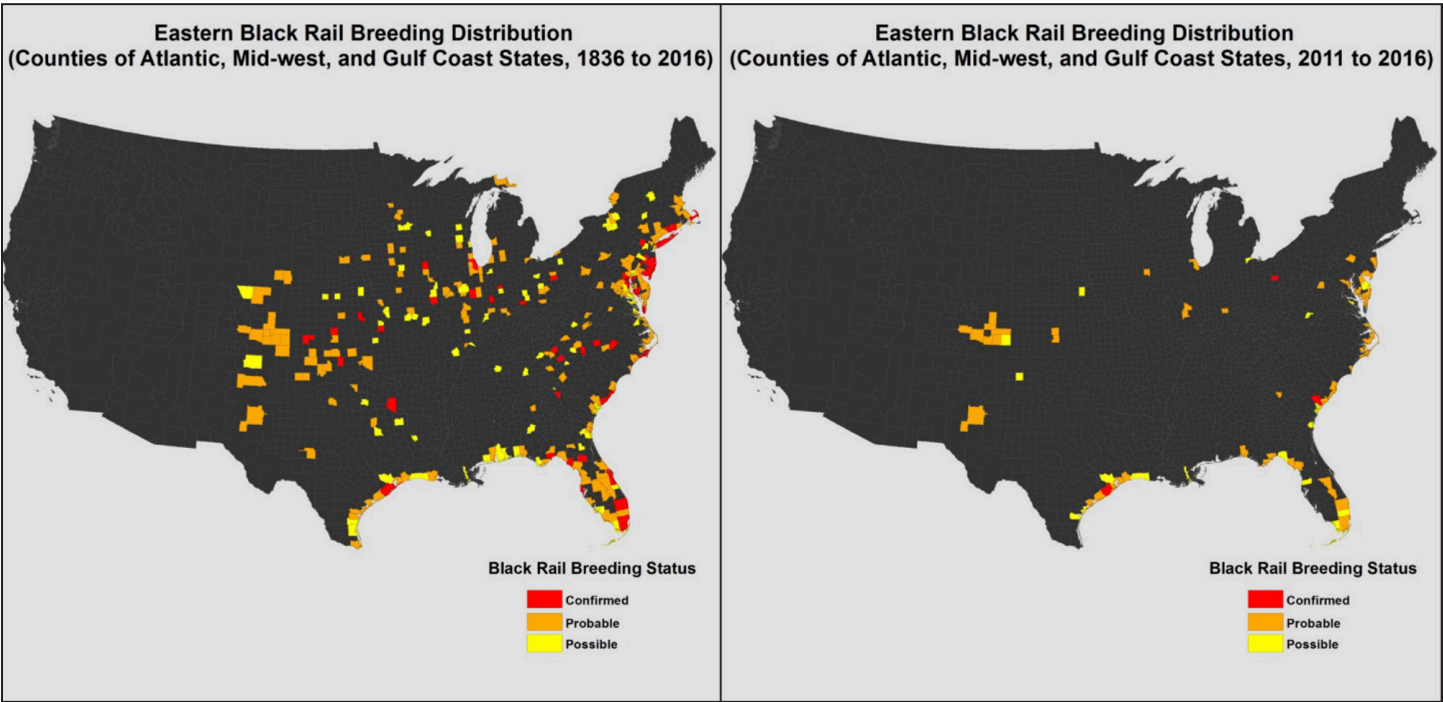 Eastern Black Rail Breeding Distribution
(Counties of Atlantic, Mid-west, and Gulf Coast States, 1836 to 2016)
Black Rail Breeding Status
Confirmed
Probable
Possible
Eastern Black Rail Breeding Distribution
(Counties of Atlantic, Mid-west, and Gulf Coast States, 2011 to 2016)
Black Rail Breeding Status
Confirmed
Probable
Possible